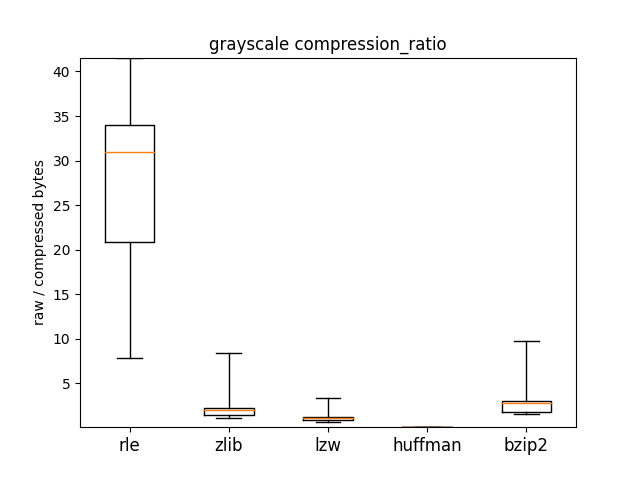 grayscale compression_ratio
raw / compressed bytes
40
35
30
25
20
15
10
5
rle zlib lzw huffman bzip2